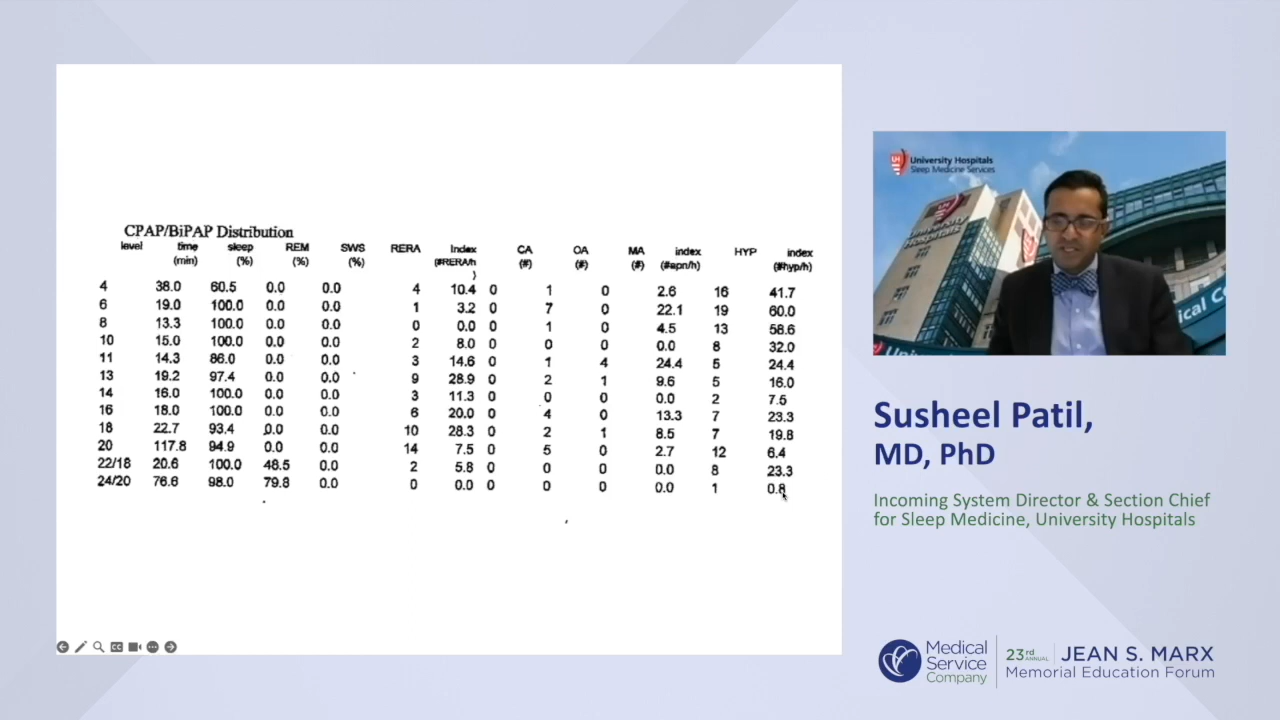 CPAP/BiPAP Distribution
level time sleep REM SWS RERA Index CA OA MA index HYP index
(min) (%) (%) (%) (#RERA/h) (#) (#) (#) (#apn/h) (#hyp/h)
4 38.0 60.5 0.0 0.0 4 10.4 0 1 0 2.6 16 41.7
6 19.0 100.0 0.0 0.0 1 3.2 0 7 0 22.1 19 60.0
8 13.3 100.0 0.0 0.0 0 0.0 0 1 0 4.5 13 58.6
10 15.0 100.0 0.0 0.0 2 8.0 0 0 0 0.0 8 32.0
11 14.3 86.0 0.0 0.0 3 14.6 0 1 4 24.4 5 24.4
13 19.2 97.4 0.0 0.0 9 28.9 0 2 1 9.6 5 16.0
14 16.0 100.0 0.0 0.0 3 11.3 0 0 0 0.0 2 7.5
16 18.0 100.0 0.0 0.0 6 20.0 0 4 0 13.3 7 23.3
18 22.7 93.4 0.0 0.0 10 28.3 0 2 1 8.5 7 19.8
20 117.8 94.9 0.0 0.0 14 7.5 0 5 0 2.7 12 6.4
22/18 20.6 100.0 48.5 0.0 2 5.8 0 0 0 0.0 8 23.3
24/20 76.6 98.0 79.8 0.0 0 0.0 0 0 0 0.0 1 0.8
University Hospitals
Sleep Medicine Services
UH
University
Hospitals
Susheel Patil,
MD, PhD
Incoming System Director & Section Chief
for Sleep Medicine, University Hospitals
Medical
Service
Company
23rd ANNUAL JEAN S. MARX
Memorial Education Forum